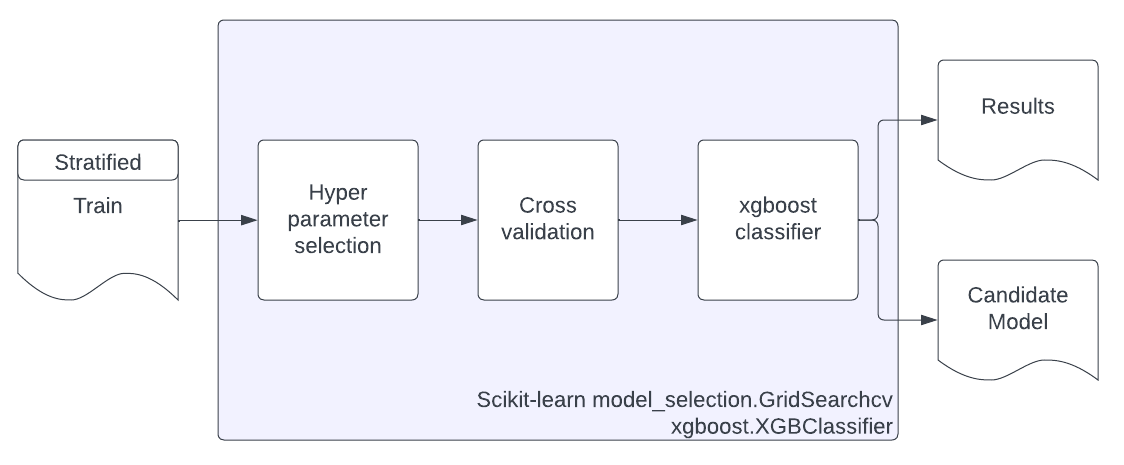 Stratified
Train
Hyper
parameter
selection
Cross
validation
xgboost
classifier
Results
Candidate
Model
Scikit-learn model_selection.GridSearchcv
xgboost.XGBClassifier